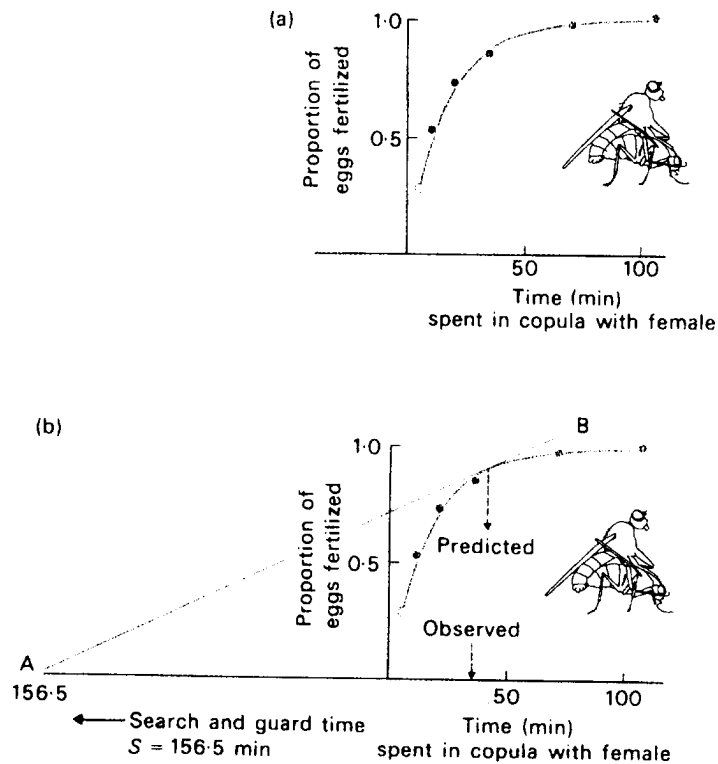 (a)
1·0
0·5
Proportion of
eggs fertilized
50
100
Time (min)
spent in copula with female
(b)
B
1·0
0·5
Proportion of
eggs fertilized
Predicted
Observed
A
156·5
50
100
Search and guard time
S = 156·5 min
Time (min)
spent in copula with female